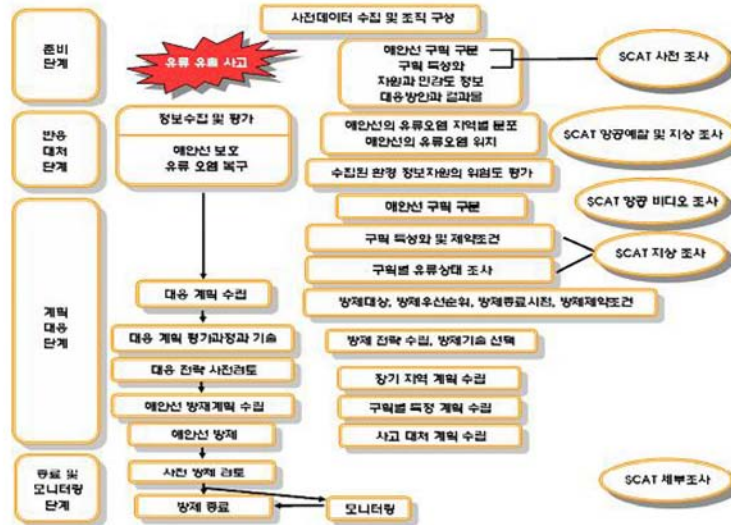 사전데이터 수집 및 조직 구성
준비
단계
유류 유출 사고
해안선 구획 구분
구획 특성화
자원과 민감도 정보
대응방안과 결과물
SCAT 사전 조사
반응
대처
단계
정보수집 및 평가
해안선 보호
유류 오염 복구
해안선의 유류오염 지역별 분포
해안선의 유류오염 위치
SCAT 항공예찰 및 지상 조사
수집된 환경 정보자원의 위험도 평가
계획
대응
단계
해안선 구획 구분
SCAT 항공 비디오 조사
구획 특성화 및 제약조건
SCAT 지상 조사
구획별 유류상태 조사
대응 계획 수립
방제대상, 방제우선순위, 방제종료시점, 방제제약조건
대응 계획 평가과정과 기술
방제 전략 수립, 방제기술 선택
대응 전략 사전검토
장기 지역 계획 수립
해안선 방재계획 수립
구획별 특정 계획 수립
해안선 방제
사고 대처 계획 수립
종료 및
모니터링
단계
사전 방제 검토
SCAT 세부조사
방제 종료
모니터링